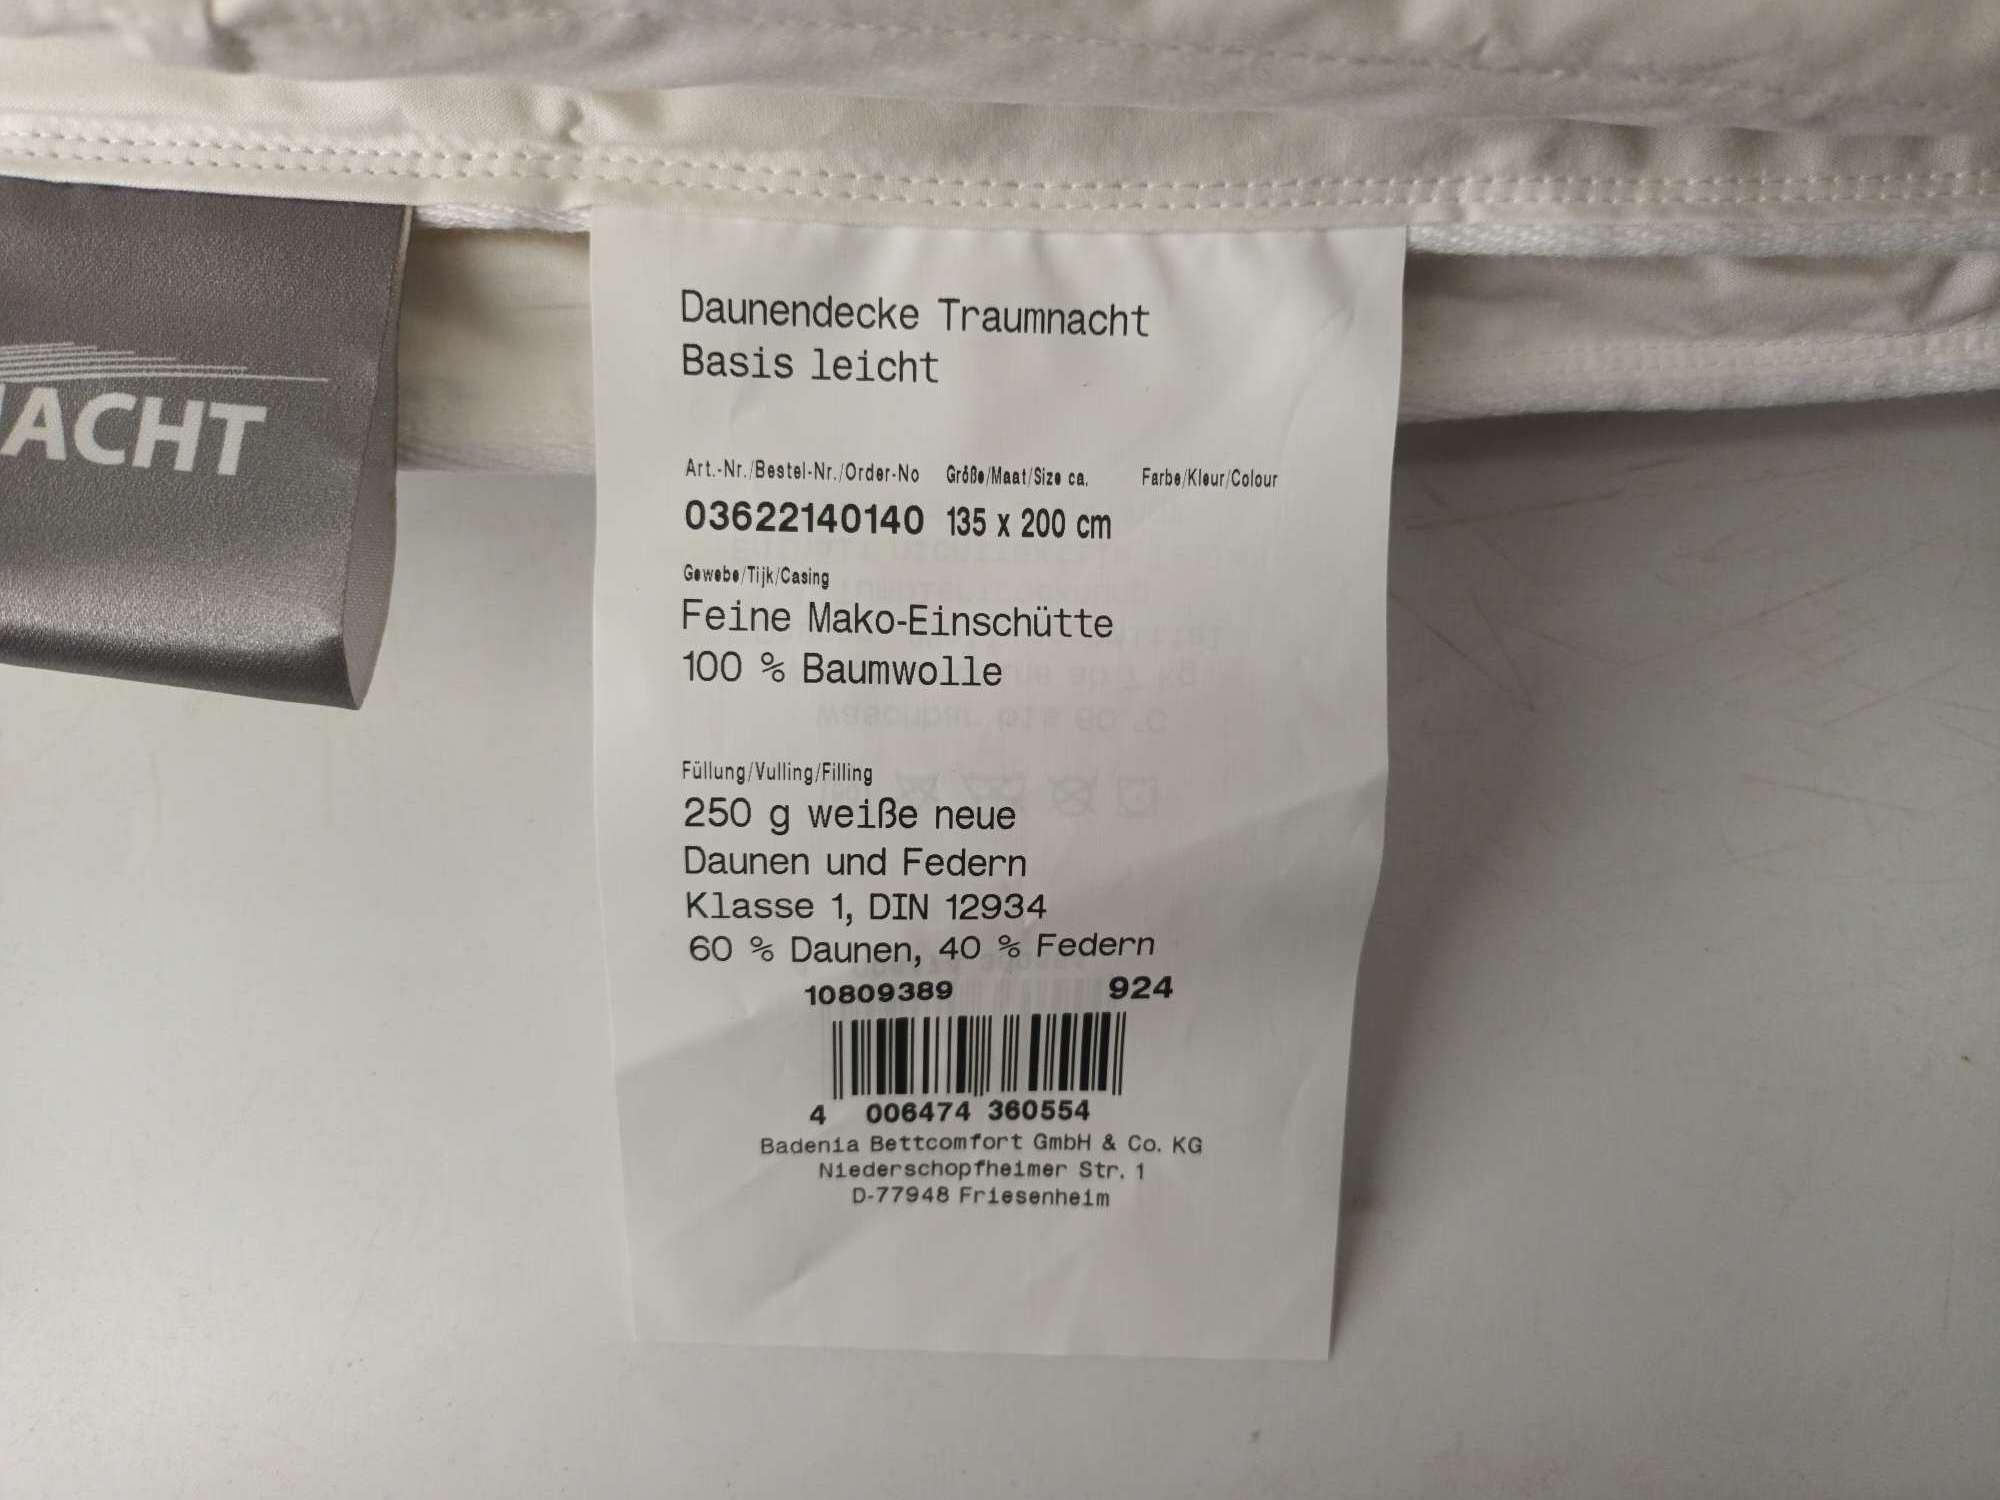 ACHT
Daunendecke Traumnacht
Basis leicht
Art.-Nr./Bestel-Nr./Order-No Größe/Maat/Size ca. Farbe/Kleur/Colour
03622140140 135 x 200 cm
Gewebe/Tijk/Casing
Feine Mako-Einschütte
100 % Baumwolle
Füllung/Vulling/Filling
250 g weiße neue
Daunen und Federn
Klasse 1, DIN 12934
60 % Daunen, 40 % Federn
10809389 924
4 006474 360554
Badenia Bettcomfort GmbH & Co. KG
Niederschopfheimer Str. 1
D-77948 Friesenheim